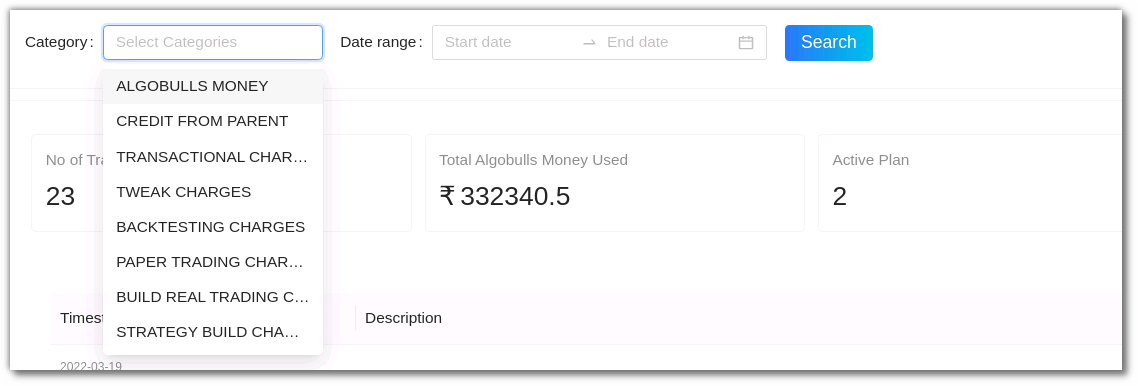 Category: Select Categories Date range: Start date End date Search
ALGOBULLS MONEY
CREDIT FROM PARENT
TRANSACTIONAL CHAR...
No of Tra Total Algobulls Money Used Active Plan
TWEAK CHARGES
23 ₹ 332340.5 2
BACKTESTING CHARGES
PAPER TRADING CHAR...
BUILD REAL TRADING C...
Timest Description
STRATEGY BUILD CHA...
2022-03-19